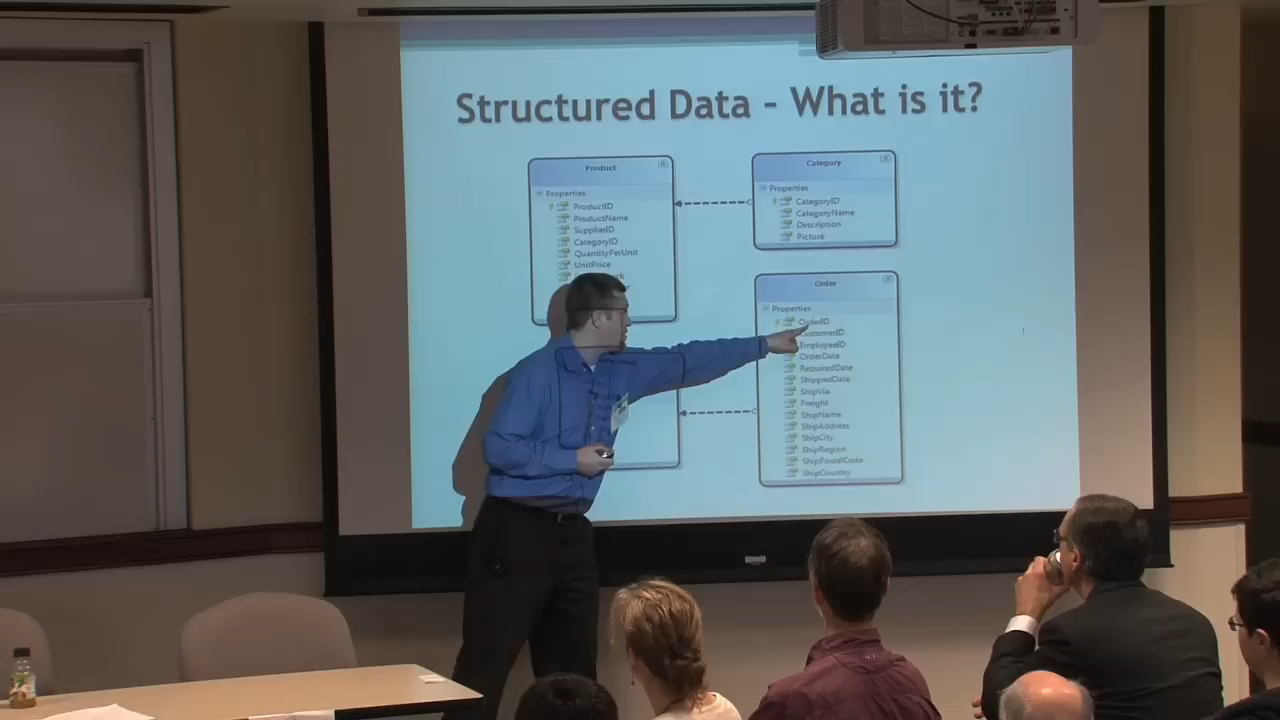 Structured Data - What is it?
Product
Properties
ProductID
ProductName
SupplierID
CategoryID
QuantityPerUnit
UnitPrice
Category
Properties
CategoryID
CategoryName
Description
Picture
Order
Properties
OrderID
CustomerID
EmployeeID
OrderDate
RequiredDate
ShippedDate
ShipVia
Freight
ShipName
ShipAddress
ShipCity
ShipRegion
ShipPostalCode
ShipCountry